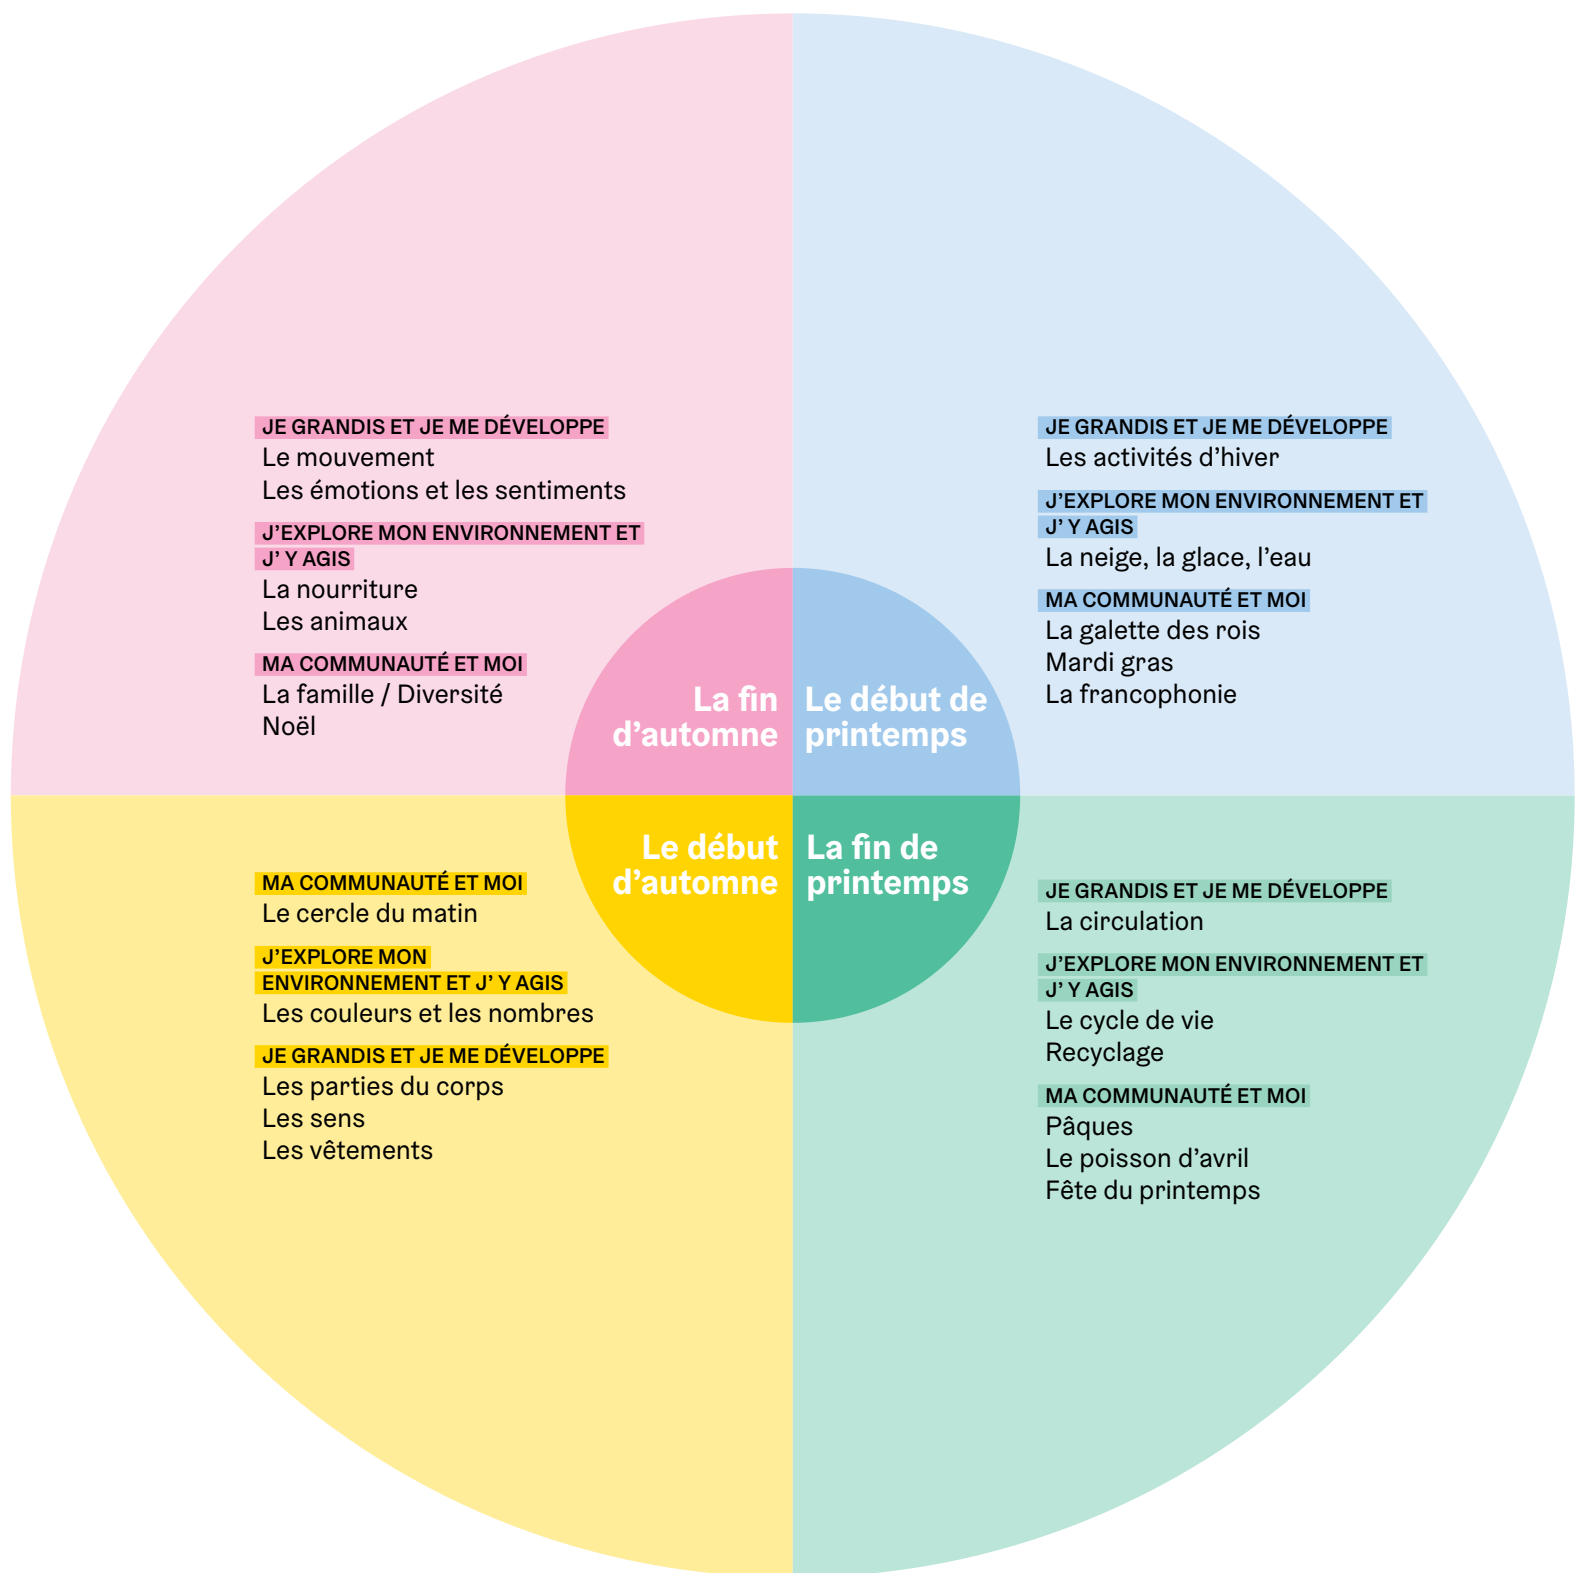 JE GRANDIS ET JE ME DÉVELOPPE
Le mouvement
Les émotions et les sentiments
J’EXPLORE MON ENVIRONNEMENT ET
J’ Y AGIS
La nourriture
Les animaux
MA COMMUNAUTÉ ET MOI
La famille / Diversité
Noël
JE GRANDIS ET JE ME DÉVELOPPE
Les activités d’hiver
J’EXPLORE MON ENVIRONNEMENT ET
J’ Y AGIS
La neige, la glace, l’eau
MA COMMUNAUTÉ ET MOI
La galette des rois
Mardi gras
La francophonie
La fin
d’automne
Le début de
printemps
Le début
d’automne
La fin de
printemps
MA COMMUNAUTÉ ET MOI
Le cercle du matin
J’EXPLORE MON
ENVIRONNEMENT ET J’ Y AGIS
Les couleurs et les nombres
JE GRANDIS ET JE ME DÉVELOPPE
Les parties du corps
Les sens
Les vêtements
JE GRANDIS ET JE ME DÉVELOPPE
La circulation
J’EXPLORE MON ENVIRONNEMENT ET
J’ Y AGIS
Le cycle de vie
Recyclage
MA COMMUNAUTÉ ET MOI
Pâques
Le poisson d’avril
Fête du printemps